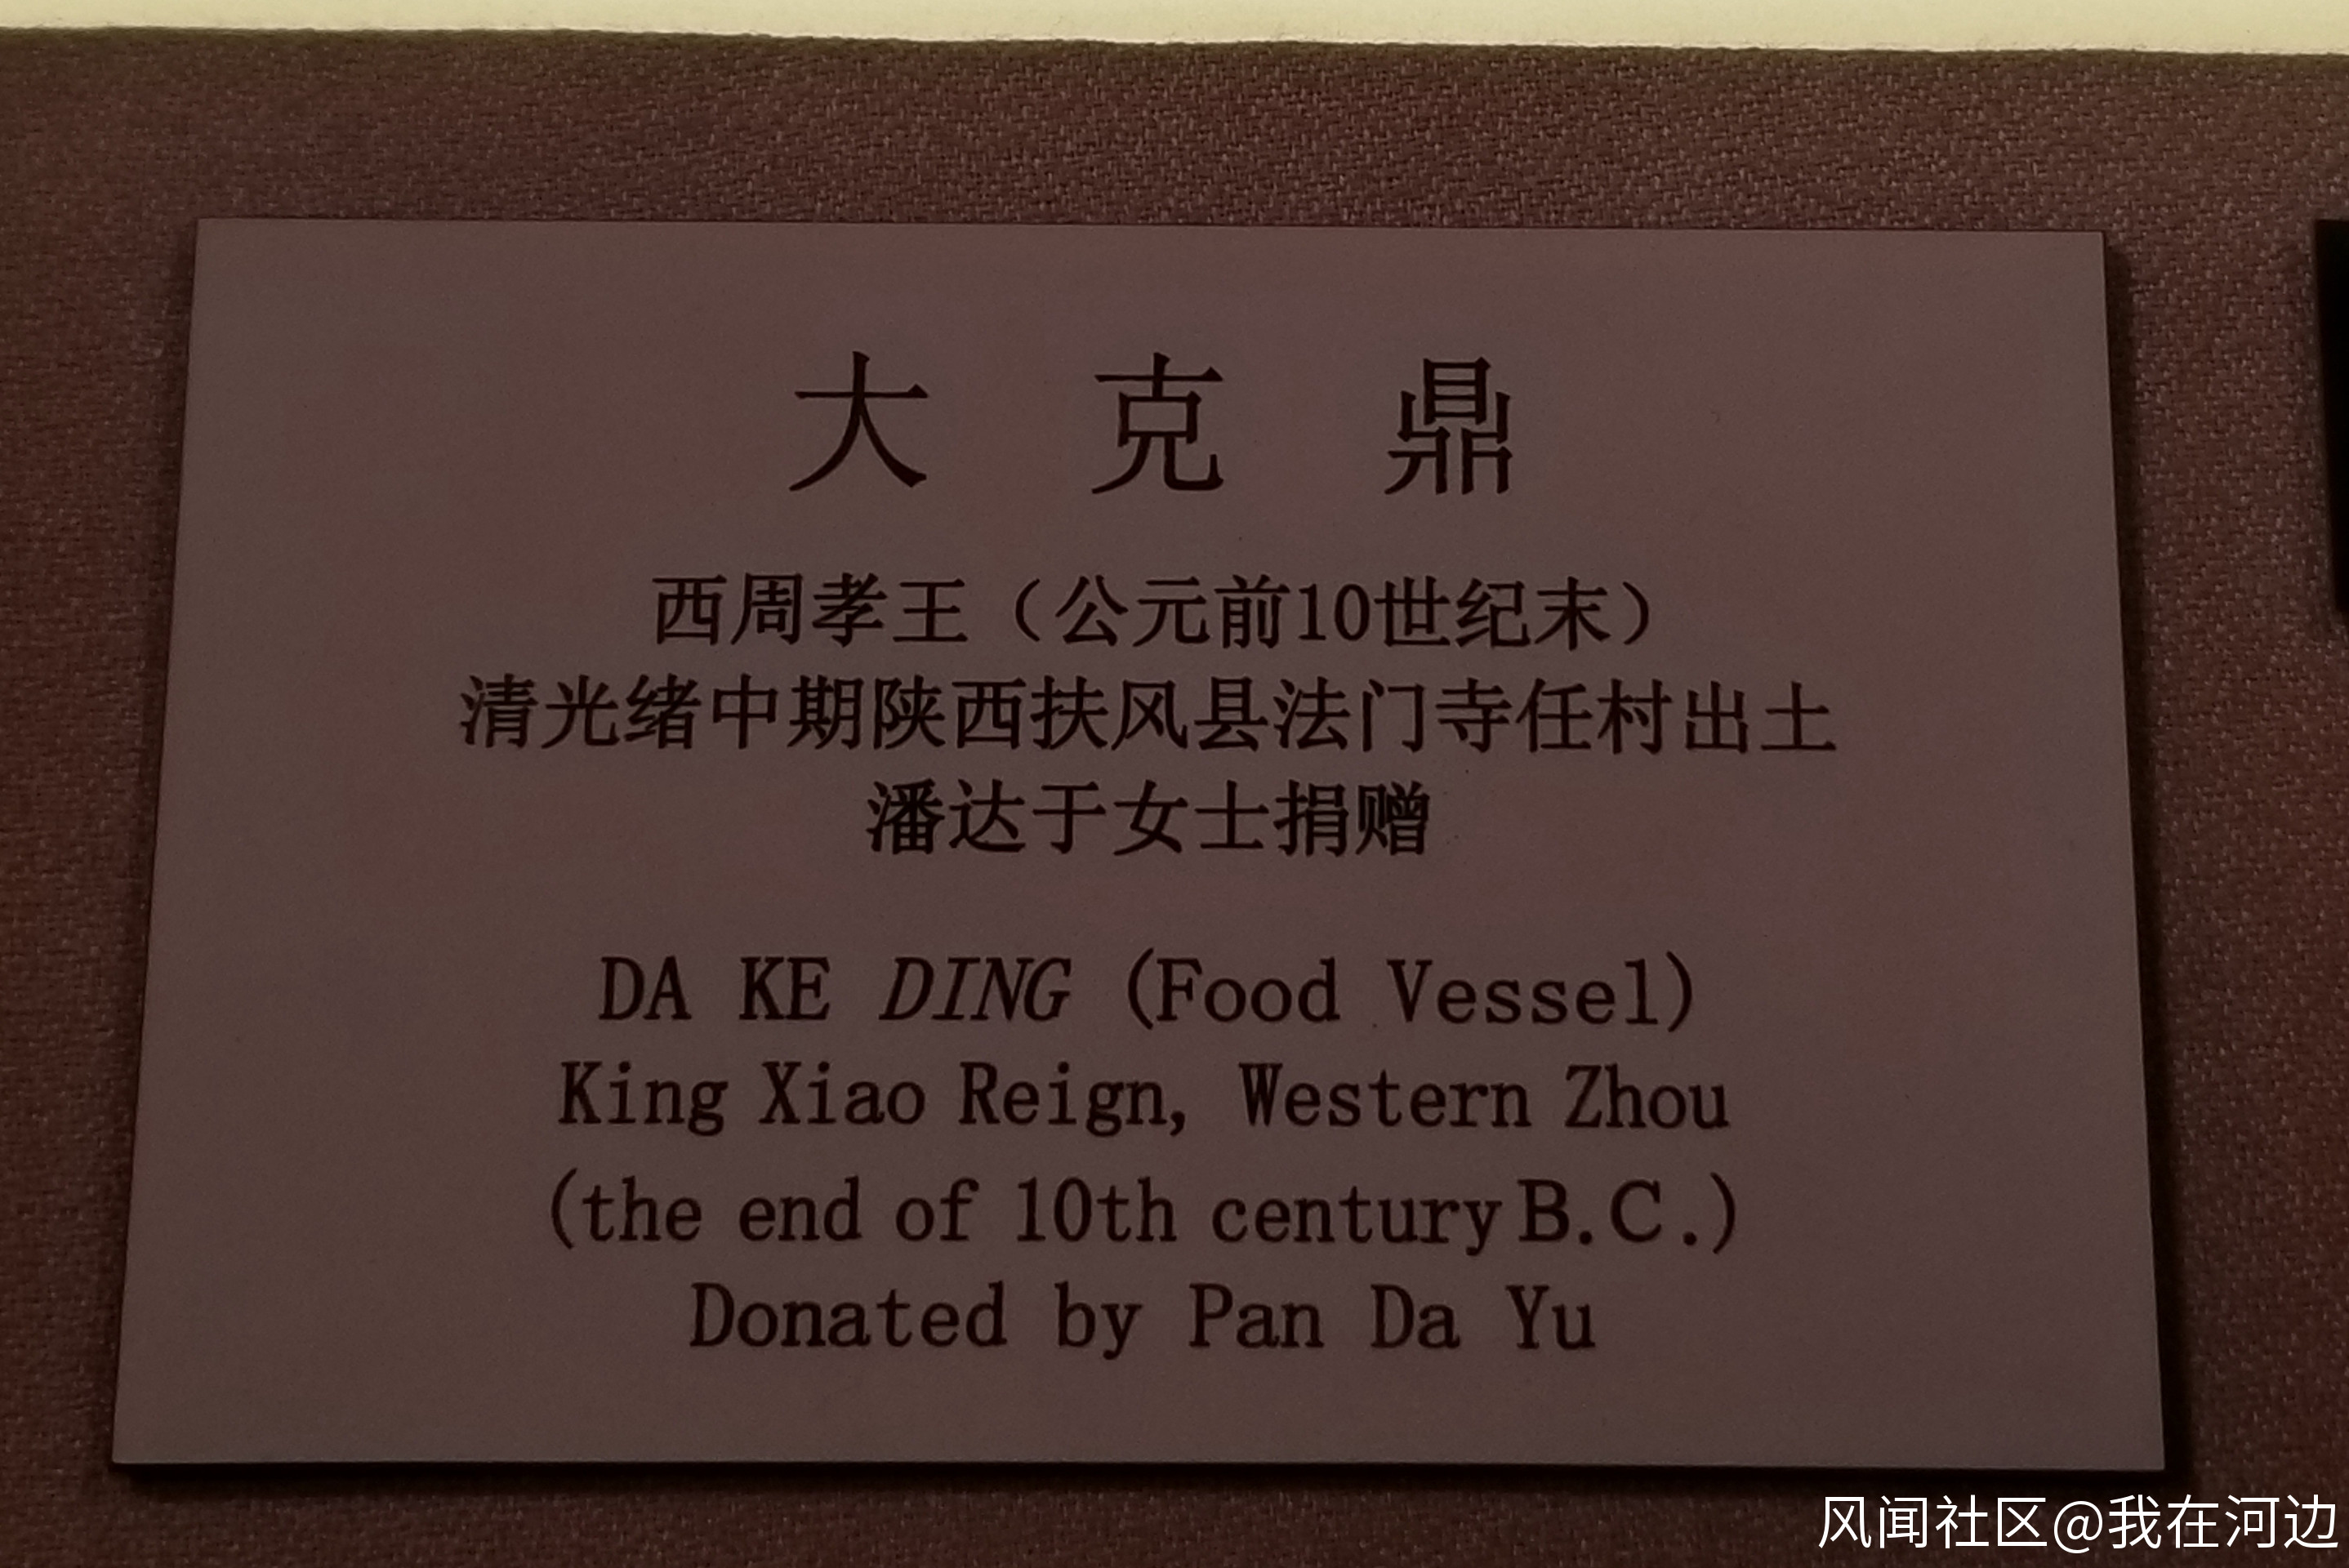 大克鼎
西周孝王（公元前10世纪末）
清光绪中期陕西扶风县法门寺任村出土
潘达于女士捐赠
DA KE DING (Food Vessel)
King Xiao Reign, Western Zhou
(the end of 10th century B.C.)
Donated by Pan Da Yu
风闻社区@我在河边